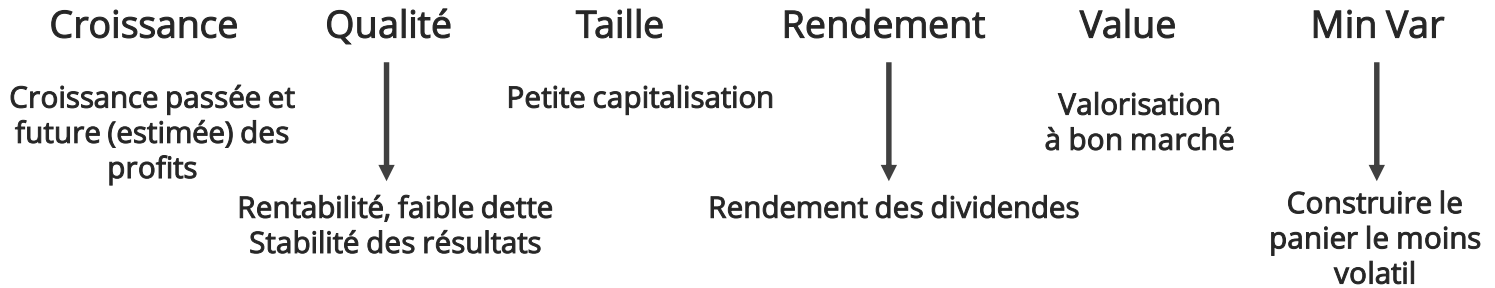 Croissance
Qualité
Taille
Rendement
Value
Min Var
Croissance passée et
future (estimée) des
profits
Petite capitalisation
Valorisation
à bon marché
Rentabilité, faible dette
Stabilité des résultats
Rendement des dividendes
Construire le
panier le moins
volatil